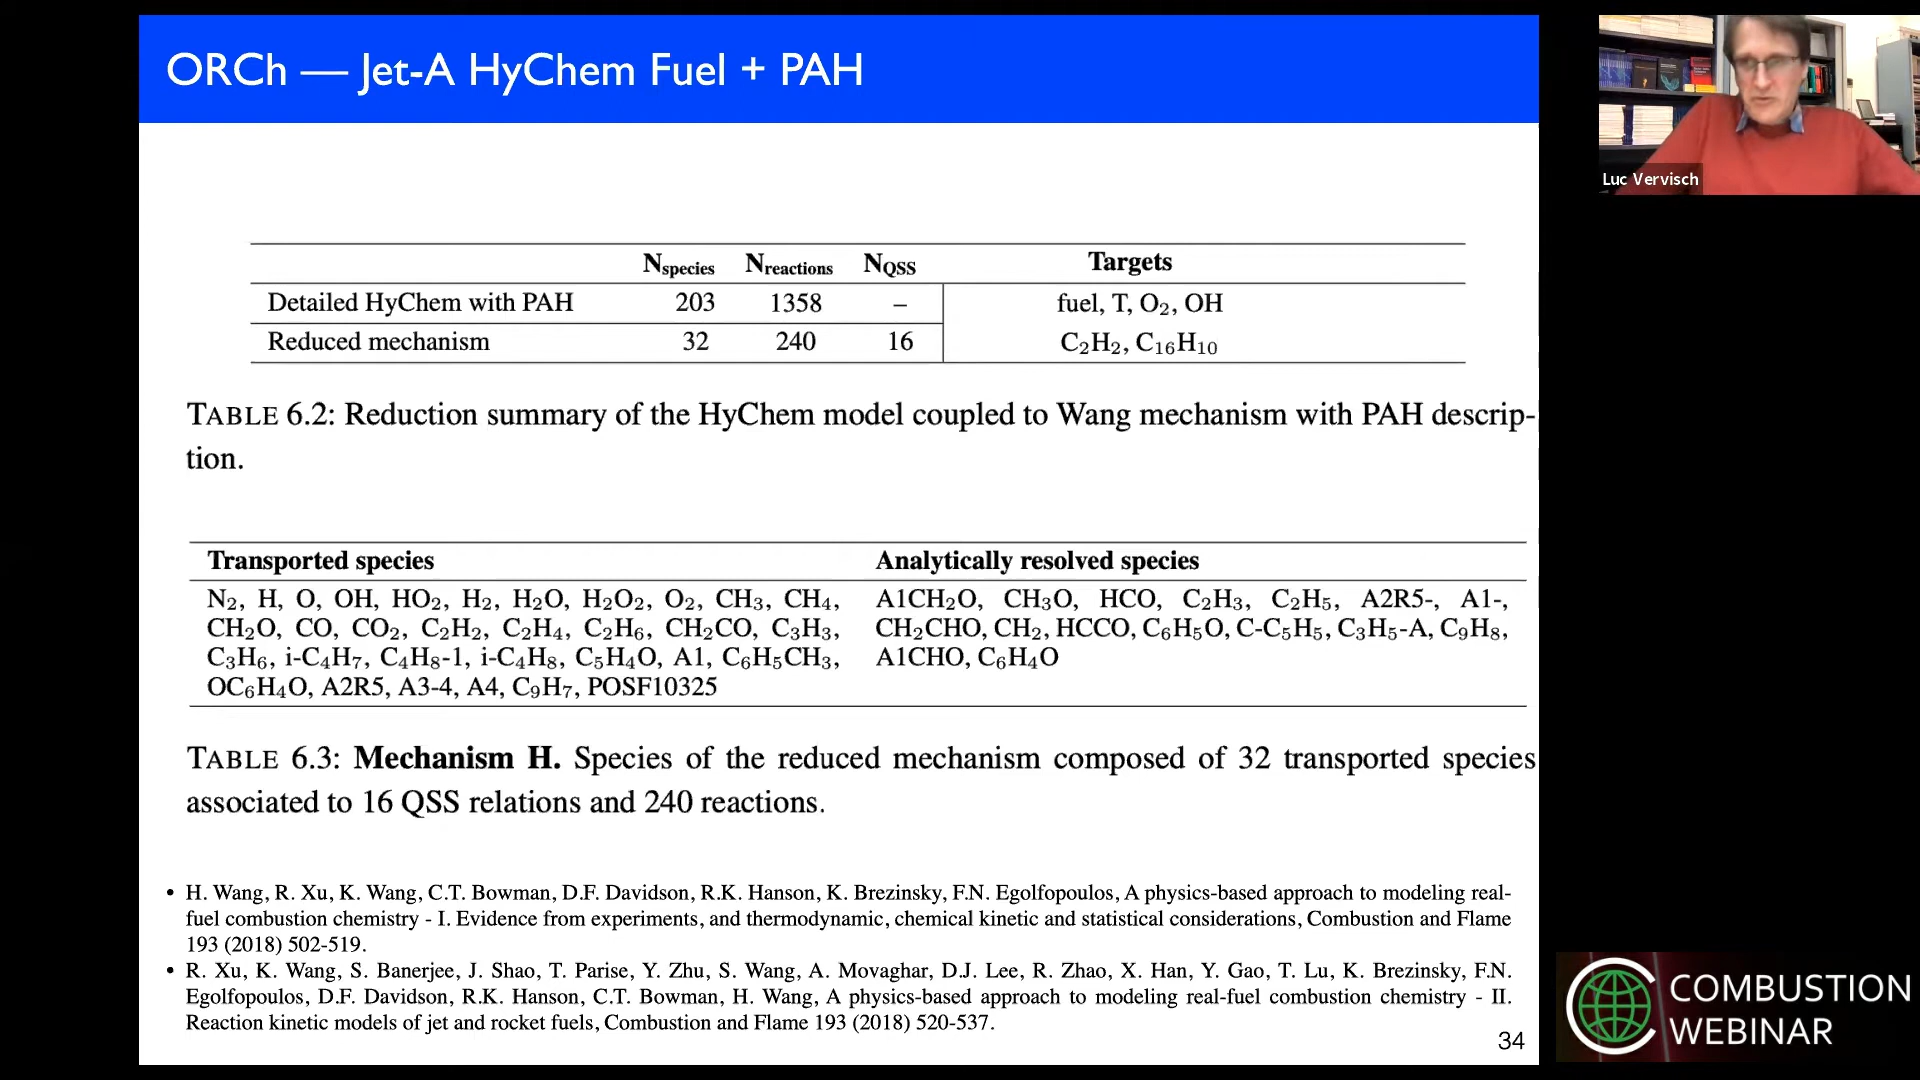 ORCh — Jet-A HyChem Fuel + PAH
Luc Vervisch
N_species N_reactions N_QSS Targets
Detailed HyChem with PAH 203 1358 – fuel, T, O₂, OH
Reduced mechanism 32 240 16 C₂H₂, C₁₆H₁₀
TABLE 6.2: Reduction summary of the HyChem model coupled to Wang mechanism with PAH descrip-
tion.
Transported species Analytically resolved species
N₂, H, O, OH, HO₂, H₂, H₂O, H₂O₂, O₂, CH₃, CH₄, A1CH₂O, CH₃O, HCO, C₂H₃, C₂H₅, A2R5-, A1-,
CH₂O, CO, CO₂, C₂H₂, C₂H₄, C₂H₆, CH₂CO, C₃H₃, CH₂CHO, CH₂, HCCO, C₆H₅O, C-C₅H₅, C₃H₅-A, C₉H₈,
C₃H₆, i-C₄H₇, C₄H₈-1, i-C₄H₈, C₅H₄O, A1, C₆H₅CH₃, A1CHO, C₆H₄O
OC₆H₄O, A2R5, A3-4, A4, C₉H₇, POSF10325
TABLE 6.3: Mechanism H. Species of the reduced mechanism composed of 32 transported species
associated to 16 QSS relations and 240 reactions.
• H. Wang, R. Xu, K. Wang, C.T. Bowman, D.F. Davidson, R.K. Hanson, K. Brezinsky, F.N. Egolfopoulos, A physics-based approach to modeling real-
fuel combustion chemistry - I. Evidence from experiments, and thermodynamic, chemical kinetic and statistical considerations, Combustion and Flame
193 (2018) 502-519.
• R. Xu, K. Wang, S. Banerjee, J. Shao, T. Parise, Y. Zhu, S. Wang, A. Movaghar, D.J. Lee, R. Zhao, X. Han, Y. Gao, T. Lu, K. Brezinsky, F.N.
Egolfopoulos, D.F. Davidson, R.K. Hanson, C.T. Bowman, H. Wang, A physics-based approach to modeling real-fuel combustion chemistry - II.
Reaction kinetic models of jet and rocket fuels, Combustion and Flame 193 (2018) 520-537.
34
COMBUSTION
WEBINAR